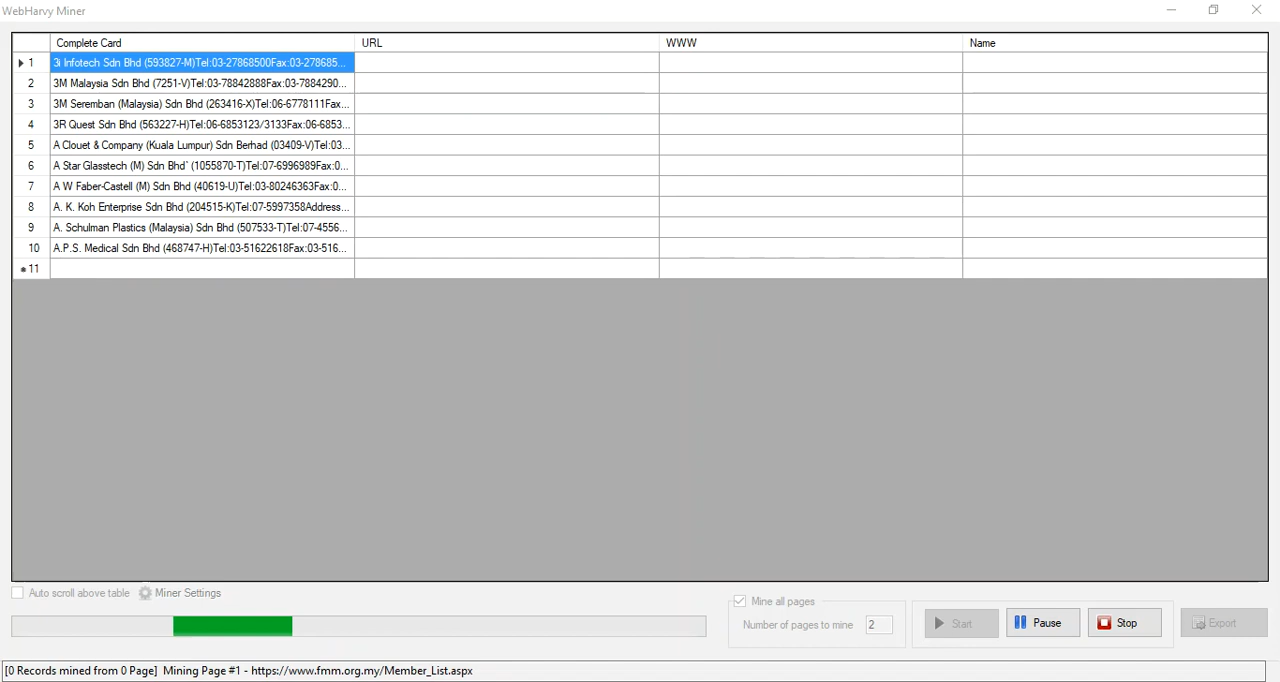 WebHarvy Miner
Complete Card URL WWW Name
1 3i Infotech Sdn Bhd (593827-M)Tel:03-27868500Fax:03-278685...
2 3M Malaysia Sdn Bhd (7251-V)Tel:03-78842888Fax:03-7884290...
3 3M Seremban (Malaysia) Sdn Bhd (263416-X)Tel:06-6778111Fax...
4 3R Quest Sdn Bhd (563227-H)Tel:06-6853123/3133Fax:06-6853...
5 A Clouet & Company (Kuala Lumpur) Sdn Berhad (03409-V)Tel:03...
6 A Star Glasstech (M) Sdn Bhd` (1055870-T)Tel:07-6996989Fax:0...
7 A W Faber-Castell (M) Sdn Bhd (40619-U)Tel:03-80246363Fax:0...
8 A. K. Koh Enterprise Sdn Bhd (204515-K)Tel:07-5997358Address...
9 A. Schulman Plastics (Malaysia) Sdn Bhd (507533-T)Tel:07-4556...
10 A.P.S. Medical Sdn Bhd (468747-H)Tel:03-51622618Fax:03-516...
11
Auto scroll above table Miner Settings
Mine all pages
Number of pages to mine 2
Start Pause Stop Export
[0 Records mined from 0 Page] Mining Page #1 - https://www.fmm.org.my/Member_List.aspx